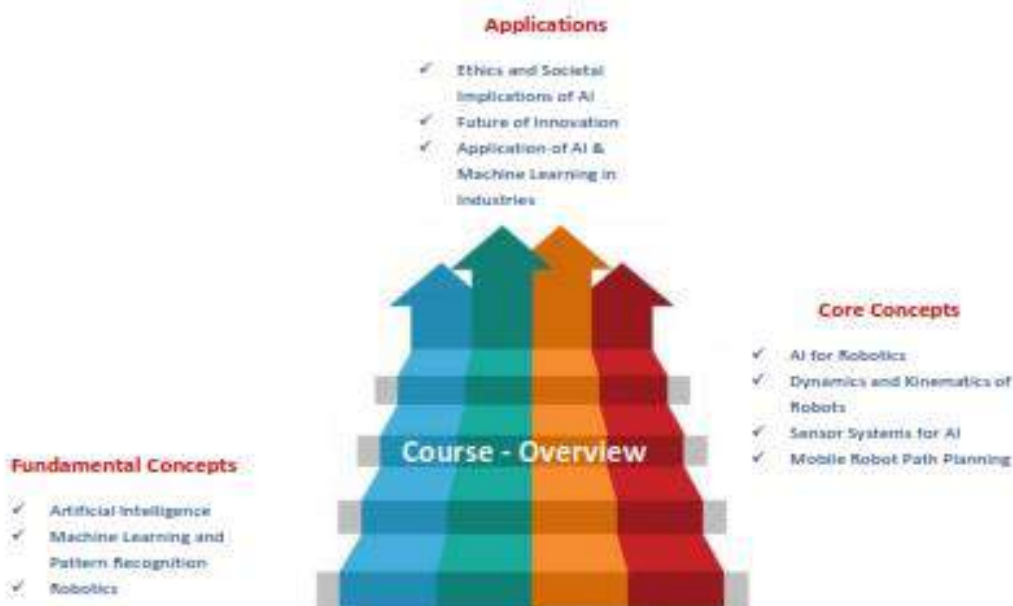 Applications
✓ Ethics and Societal
Implications of AI
✓ Future of Innovation
✓ Application of AI &
Machine Learning in
Industries
Core Concepts
✓ AI for Robotics
✓ Dynamics and Kinematics of
Robots
✓ Sensor Systems for AI
✓ Mobile Robot Path Planning
Course - Overview
Fundamental Concepts
✓ Artificial Intelligence
✓ Machine Learning and
Pattern Recognition
✓ Robotics